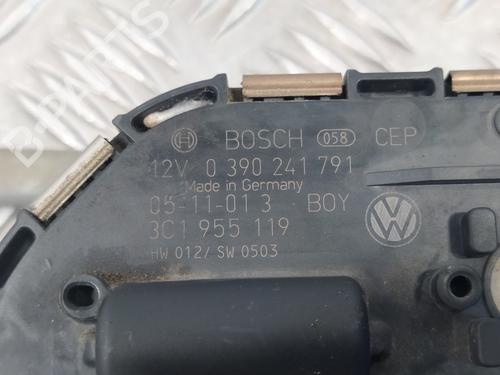 BOSCH 058 CEP
12V 0 390 241 791
Made in Germany
05-11-01 3 BOY
3C1 955 119
HW 012/ SW 0503
B-PARTS